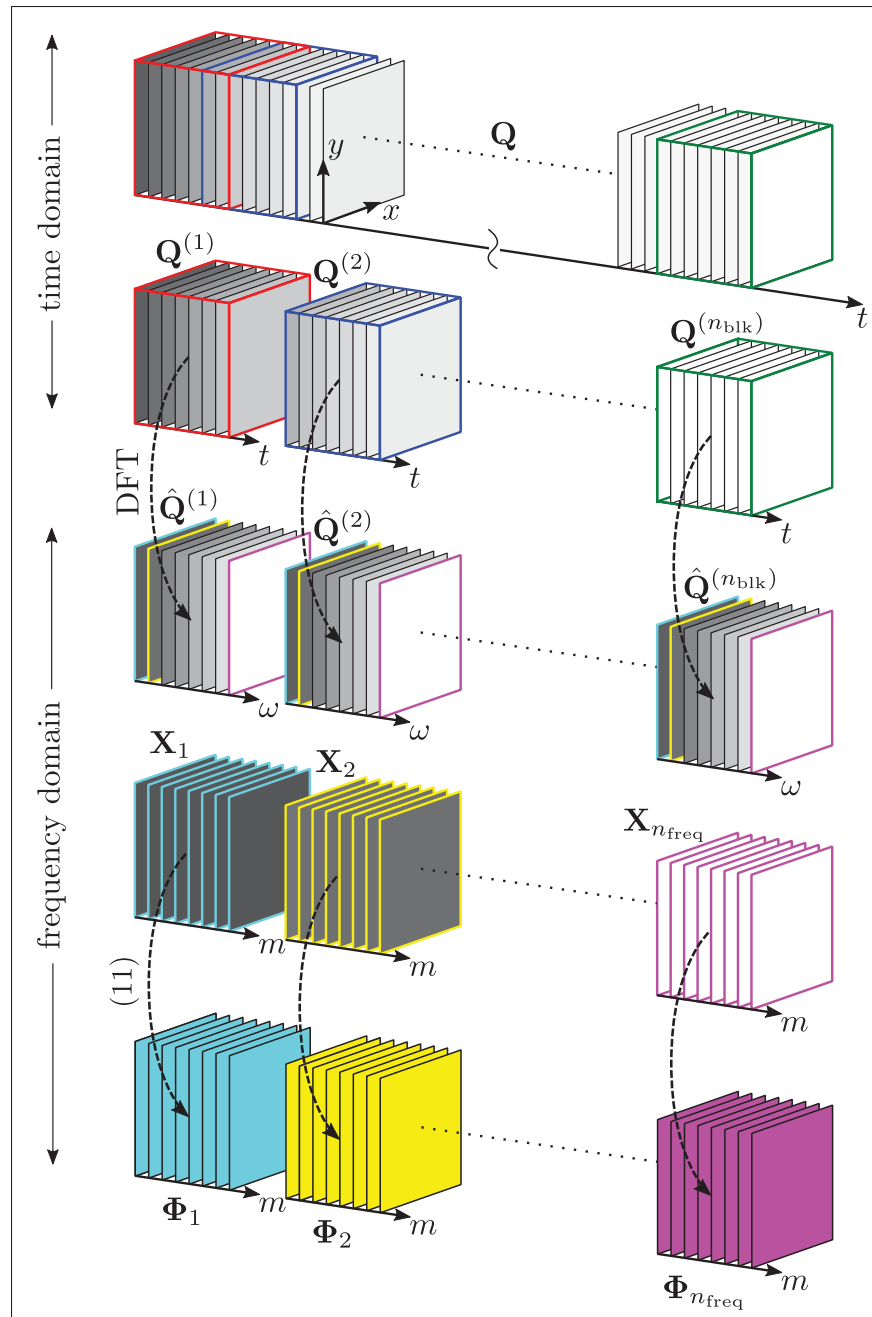 time domain
Q
y
x
t
Q^(1)
Q^(2)
Q^(n_blk)
t
t
t
DFT
frequency domain
Q̂^(1)
Q̂^(2)
Q̂^(n_blk)
ω
ω
ω
X_1
X_2
X_n_freq
m
m
m
(11)
m
m
m
Φ_1
Φ_2
Φ_n_freq